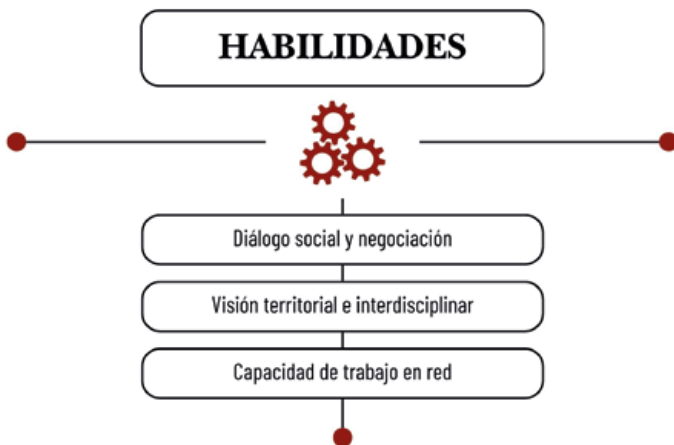 HABILIDADES
Diálogo social y negociación
Visión territorial e interdisciplinar
Capacidad de trabajo en red